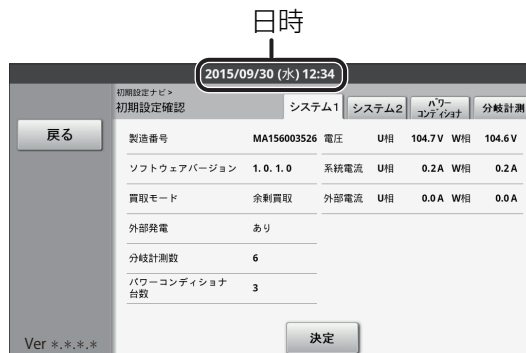 日時
2015/09/30 (水) 12:34
初期設定ナビ>
初期設定確認
システム1
システム2
パワー
コンディショナ
分岐計測
戻る
製造番号 MA156003526 電圧 U相 104.7V W相 104.6V
ソフトウェアバージョン 1.0.1.0 系統電流 U相 0.2A W相 0.2A
買取モード 余剰買取 外部電流 U相 0.0A W相 0.0A
外部発電 あり
分岐計測数 6
パワーコンディショナ
台数 3
決定
Ver *.*.*.*